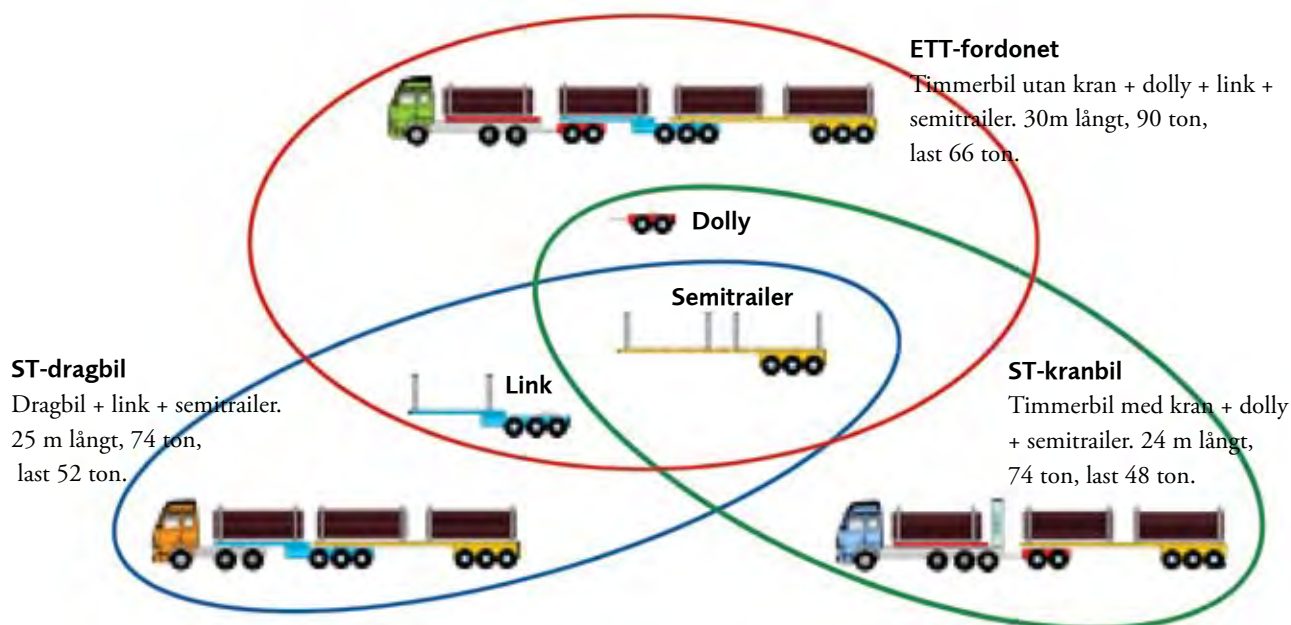 ETT-fordonet
Timmerbil utan kran + dolly + link +
semitrailer. 30m långt, 90 ton,
last 66 ton.
Dolly
Semitrailer
Link
ST-dragbil
Dragbil + link + semitrailer.
25 m långt, 74 ton,
last 52 ton.
ST-kranbil
Timmerbil med kran + dolly
+ semitrailer. 24 m långt,
74 ton, last 48 ton.